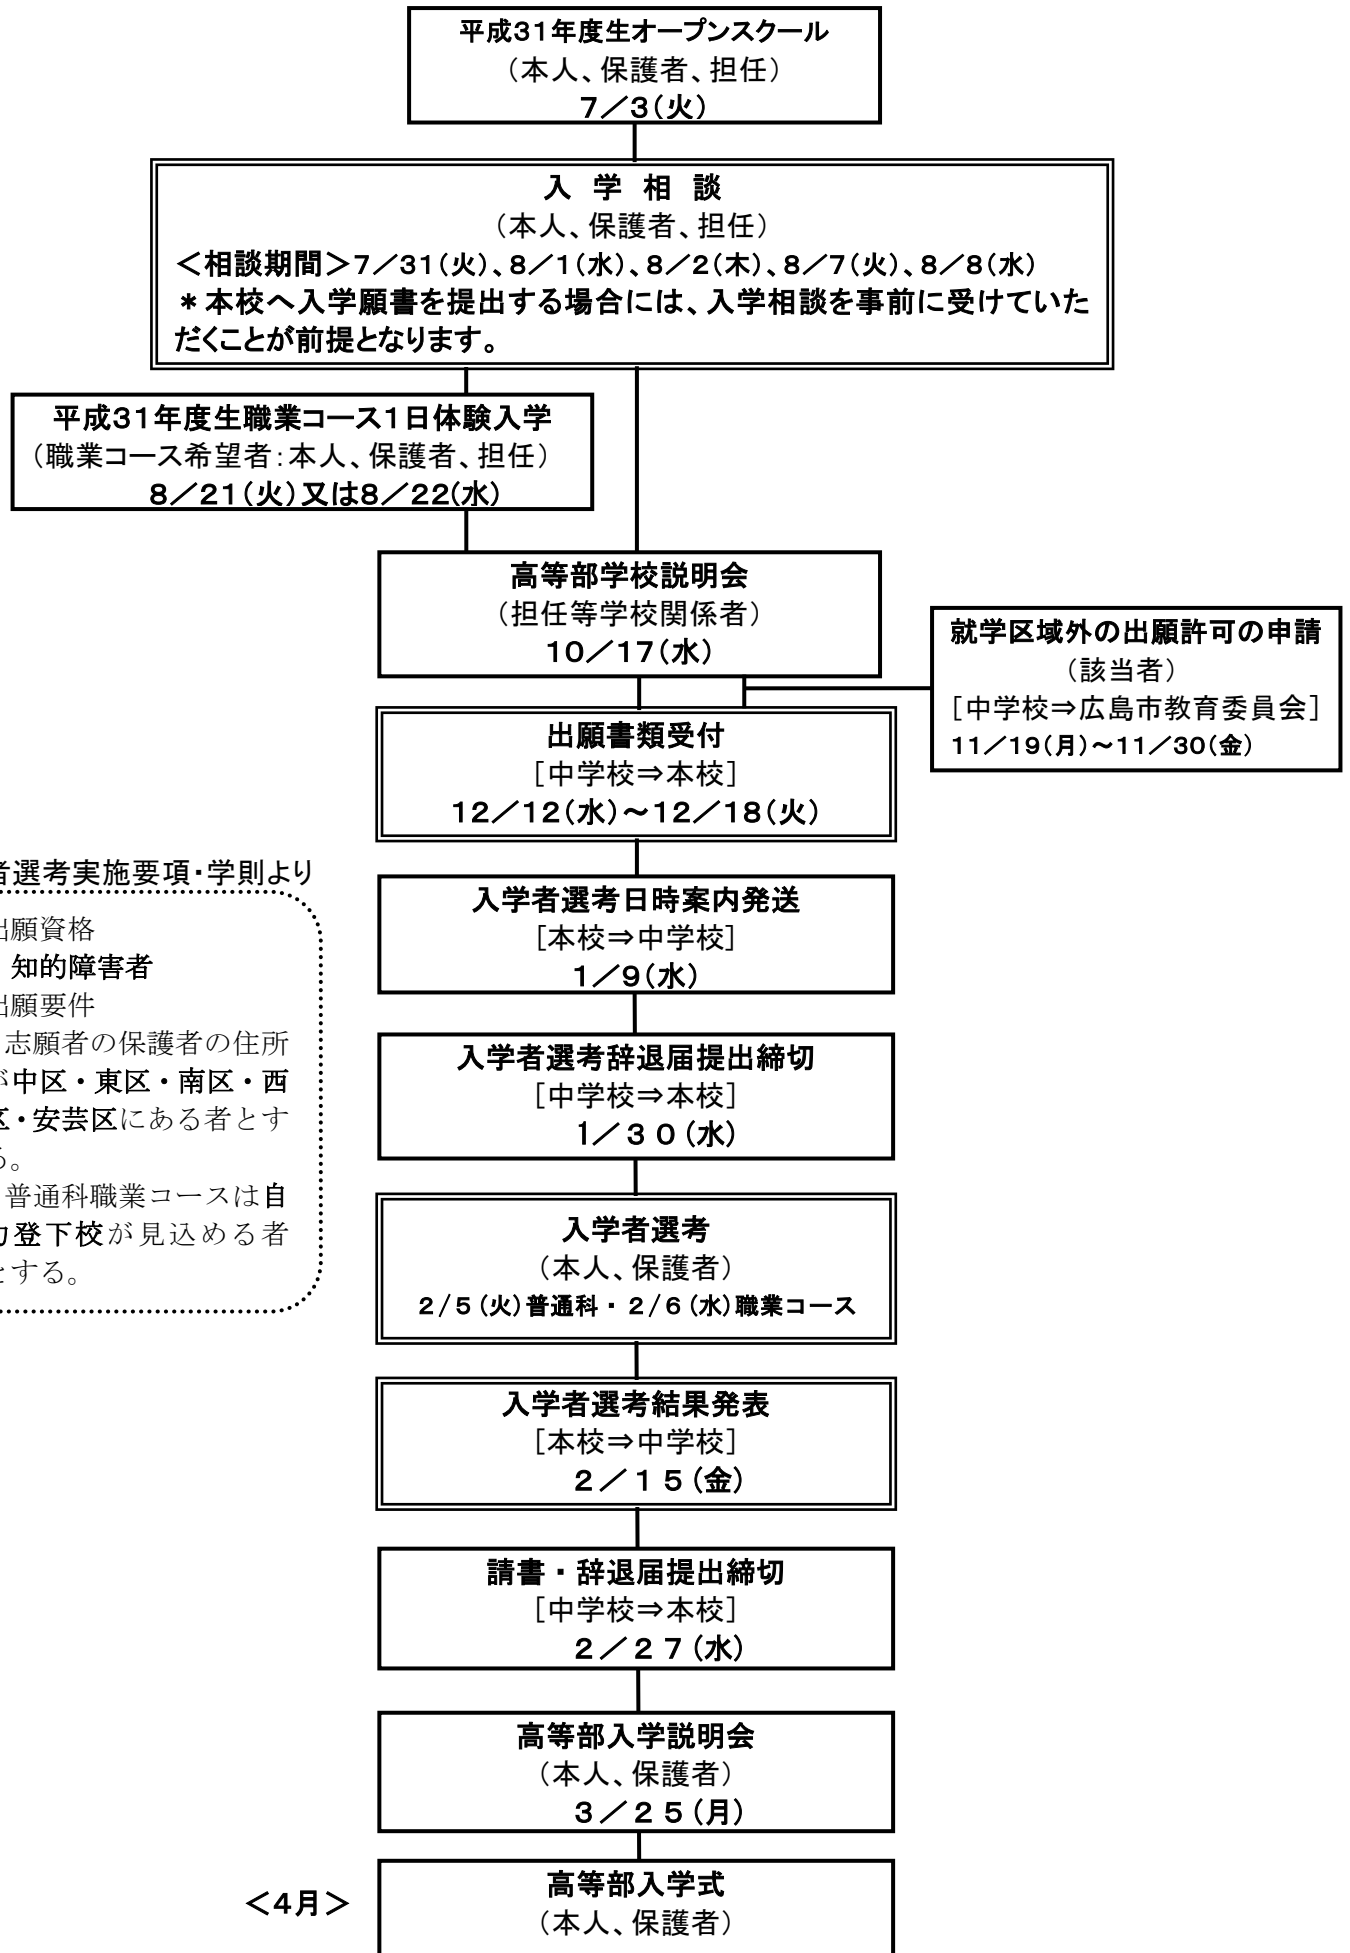 平成31年度生オープンスクール
（本人、保護者、担任）
7／3（火）
入 学 相 談
（本人、保護者、担任）
＜相談期間＞7／31（火）、8／1（水）、8／2（木）、8／7（火）、8／8（水）
＊本校へ入学願書を提出する場合には、入学相談を事前に受けていた
だくことが前提となります。
平成31年度生職業コース1日体験入学
（職業コース希望者：本人、保護者、担任）
8／21（火）又は8／22（水）
高等部学校説明会
（担任等学校関係者）
10／17（水）
就学区域外の出願許可の申請
（該当者）
［中学校⇒広島市教育委員会］
11／19（月）～11／30（金）
出願書類受付
［中学校⇒本校］
12／12（水）～12／18（火）
者選考実施要項・学則より
出願資格
知的障害者
出願要件
志願者の保護者の住所
が中区・東区・南区・西
区・安芸区にある者とす
る。
普通科職業コースは自
力登下校が見込める者
とする。
入学者選考日時案内発送
［本校⇒中学校］
1／9（水）
入学者選考辞退届提出締切
［中学校⇒本校］
1／30（水）
入学者選考
（本人、保護者）
2/5（火）普通科・2/6（水）職業コース
入学者選考結果発表
［本校⇒中学校］
2／15（金）
請書・辞退届提出締切
［中学校⇒本校］
2／27（水）
高等部入学説明会
（本人、保護者）
3／25（月）
＜4月＞
高等部入学式
（本人、保護者）